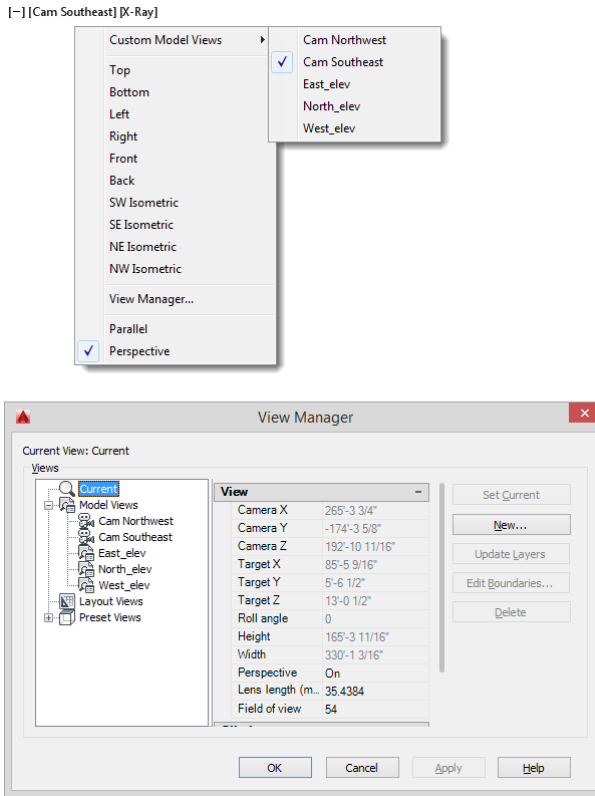 [−] [Cam Southeast] [X-Ray]
Custom Model Views
Cam Northwest
Cam Southeast
East_elev
North_elev
West_elev
Top
Bottom
Left
Right
Front
Back
SW Isometric
SE Isometric
NE Isometric
NW Isometric
View Manager...
Parallel
Perspective
View Manager
Current View: Current
Views
Current
Model Views
Cam Northwest
Cam Southeast
East_elev
North_elev
West_elev
Layout Views
Preset Views
View
Camera X 265'-3 3/4"
Camera Y -174'-3 5/8"
Camera Z 192'-10 11/16"
Target X 85'-5 9/16"
Target Y 5'-6 1/2"
Target Z 13'-0 1/2"
Roll angle 0
Height 165'-3 11/16"
Width 330'-1 3/16"
Perspective On
Lens length (m... 35.4384
Field of view 54
Set Current
New...
Update Layers
Edit Boundaries...
Delete
OK Cancel Apply Help